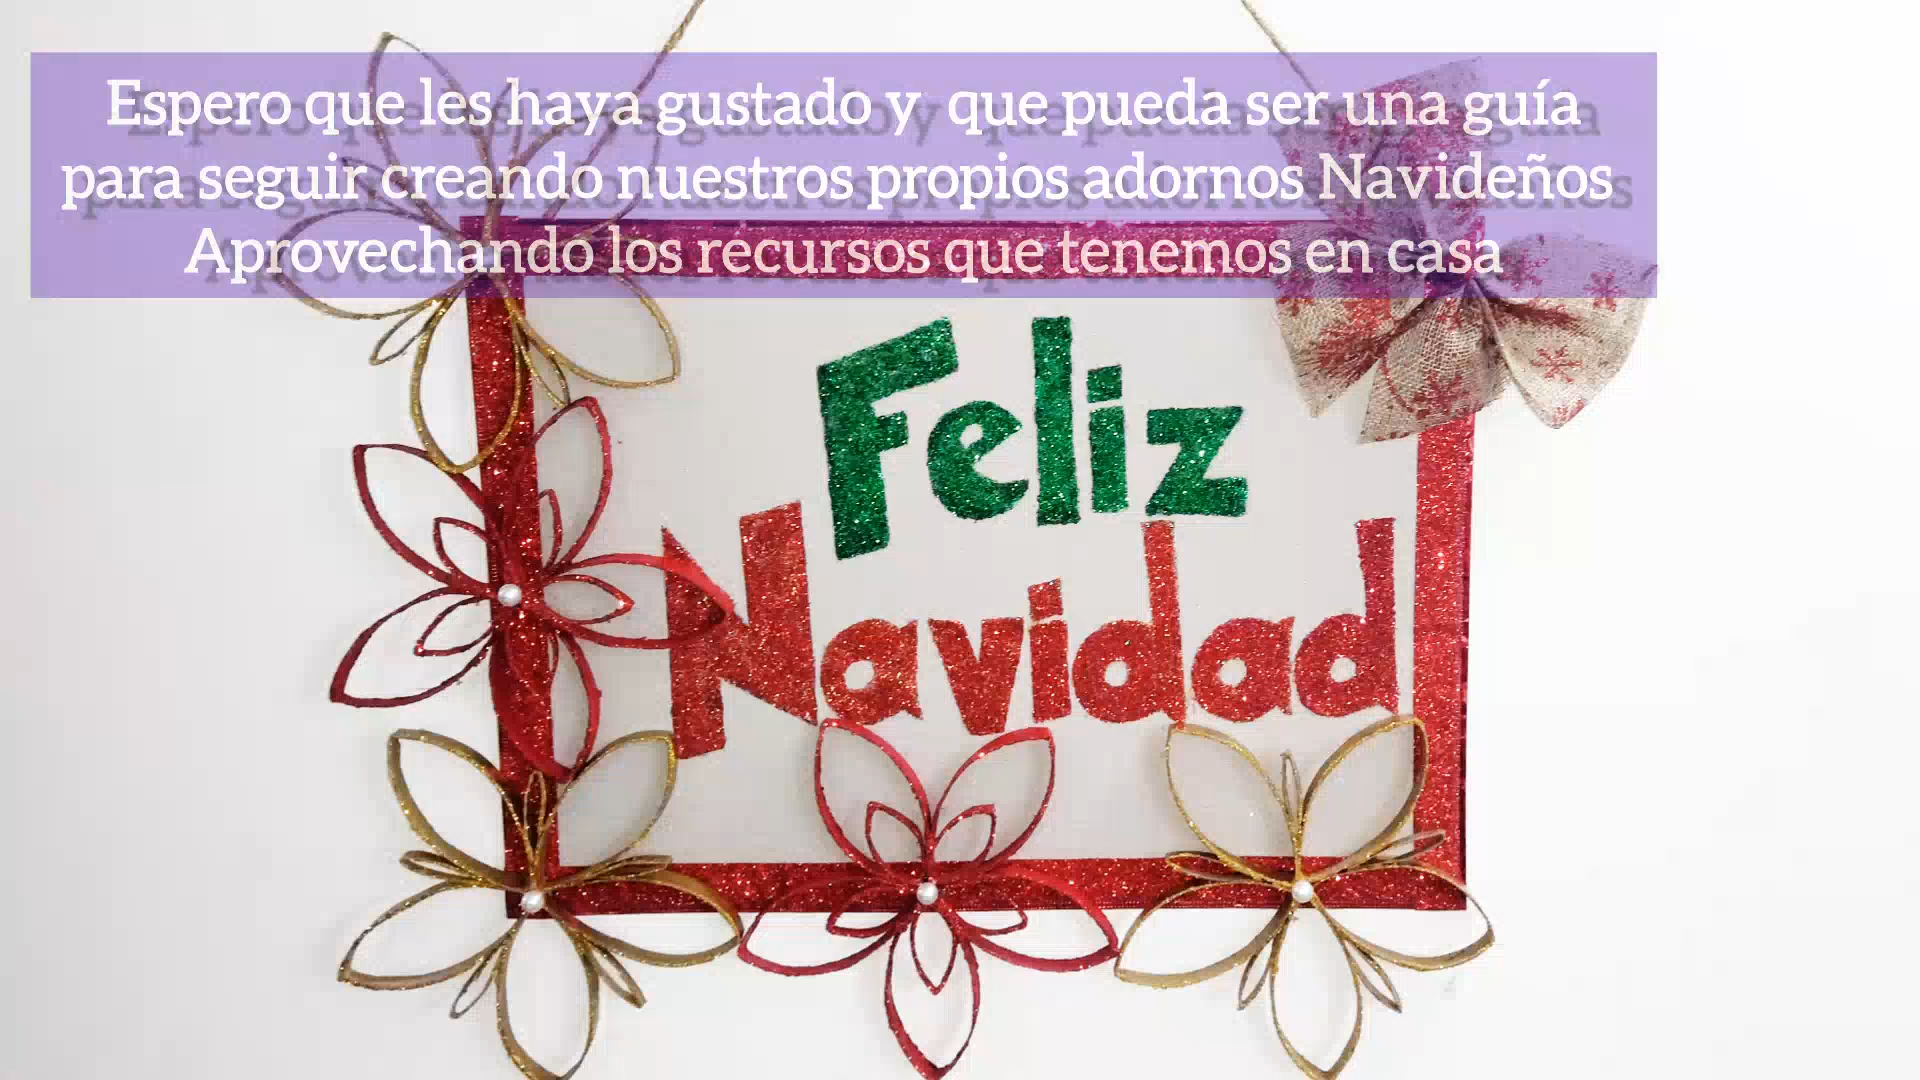 Espero que les haya gustado y que pueda ser una guía
para seguir creando nuestros propios adornos Navideños
Aprovechando los recursos que tenemos en casa
Feliz
Navidad